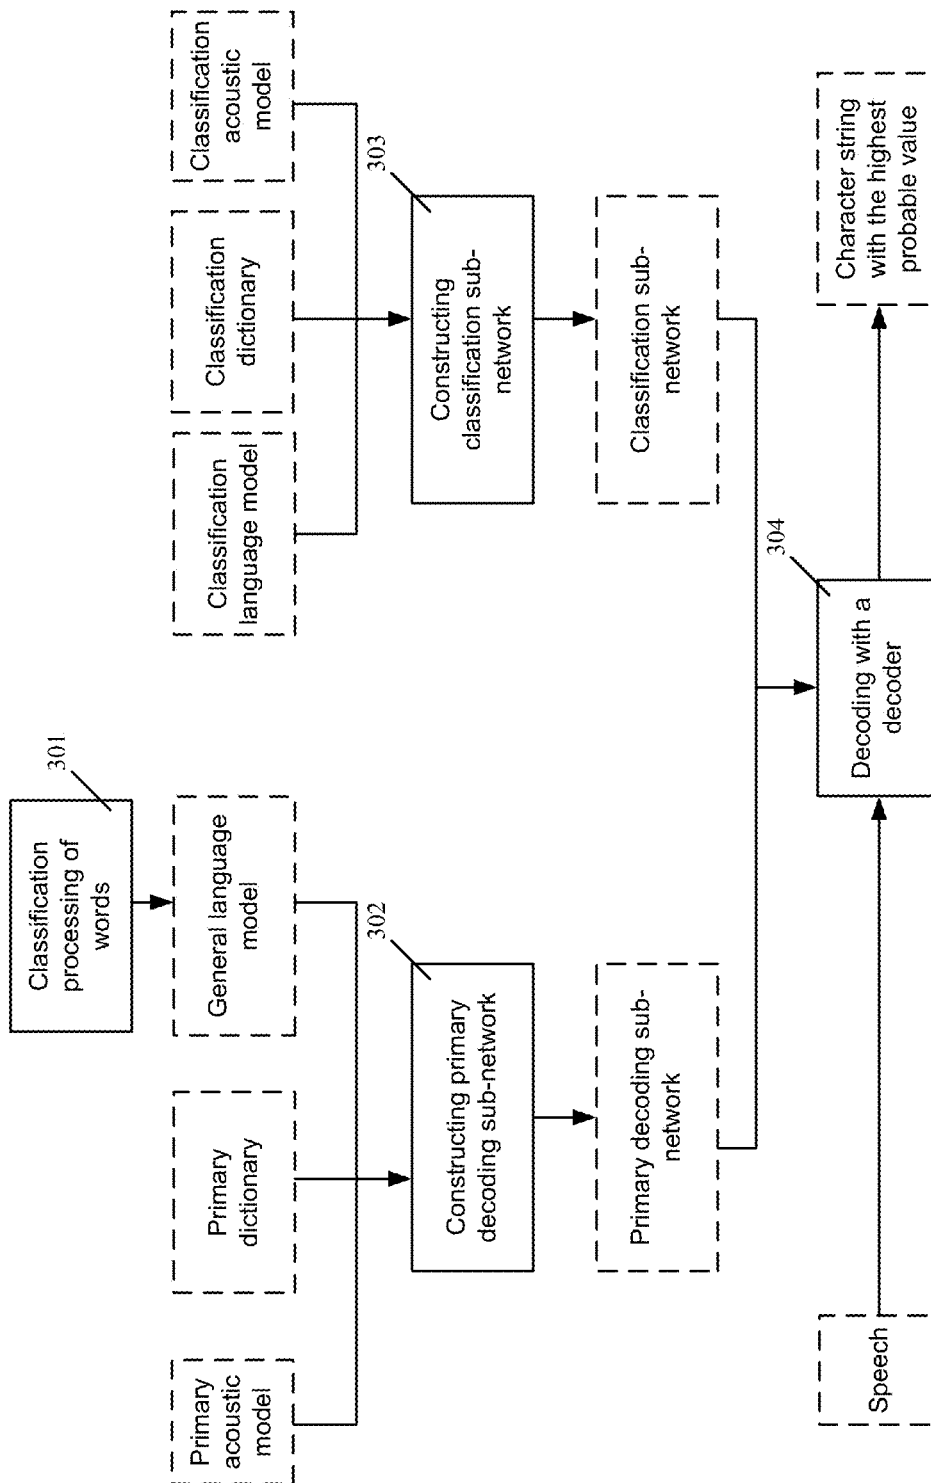 301
Classification
processing of
words
Primary
acoustic
model
Primary
dictionary
General language
model
Classification
language model
Classification
dictionary
Classification
acoustic
model
302
Constructing primary
decoding sub-network
303
Constructing
classification sub-
network
Primary decoding sub-
network
Classification sub-
network
304
Speech
Decoding with a
decoder
Character string
with the highest
probable value